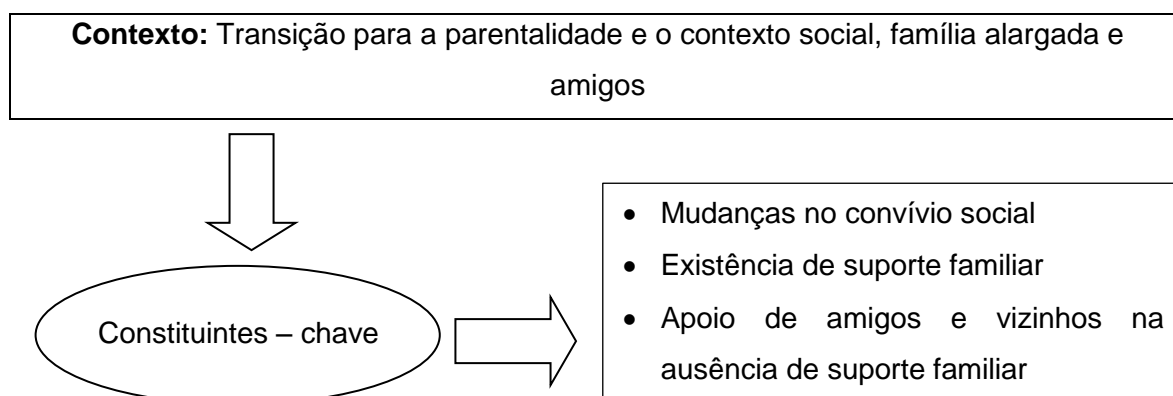 Contexto: Transição para a parentalidade e o contexto social, família alargada e
amigos
Constituintes – chave
• Mudanças no convívio social
• Existência de suporte familiar
• Apoio de amigos e vizinhos na
ausência de suporte familiar